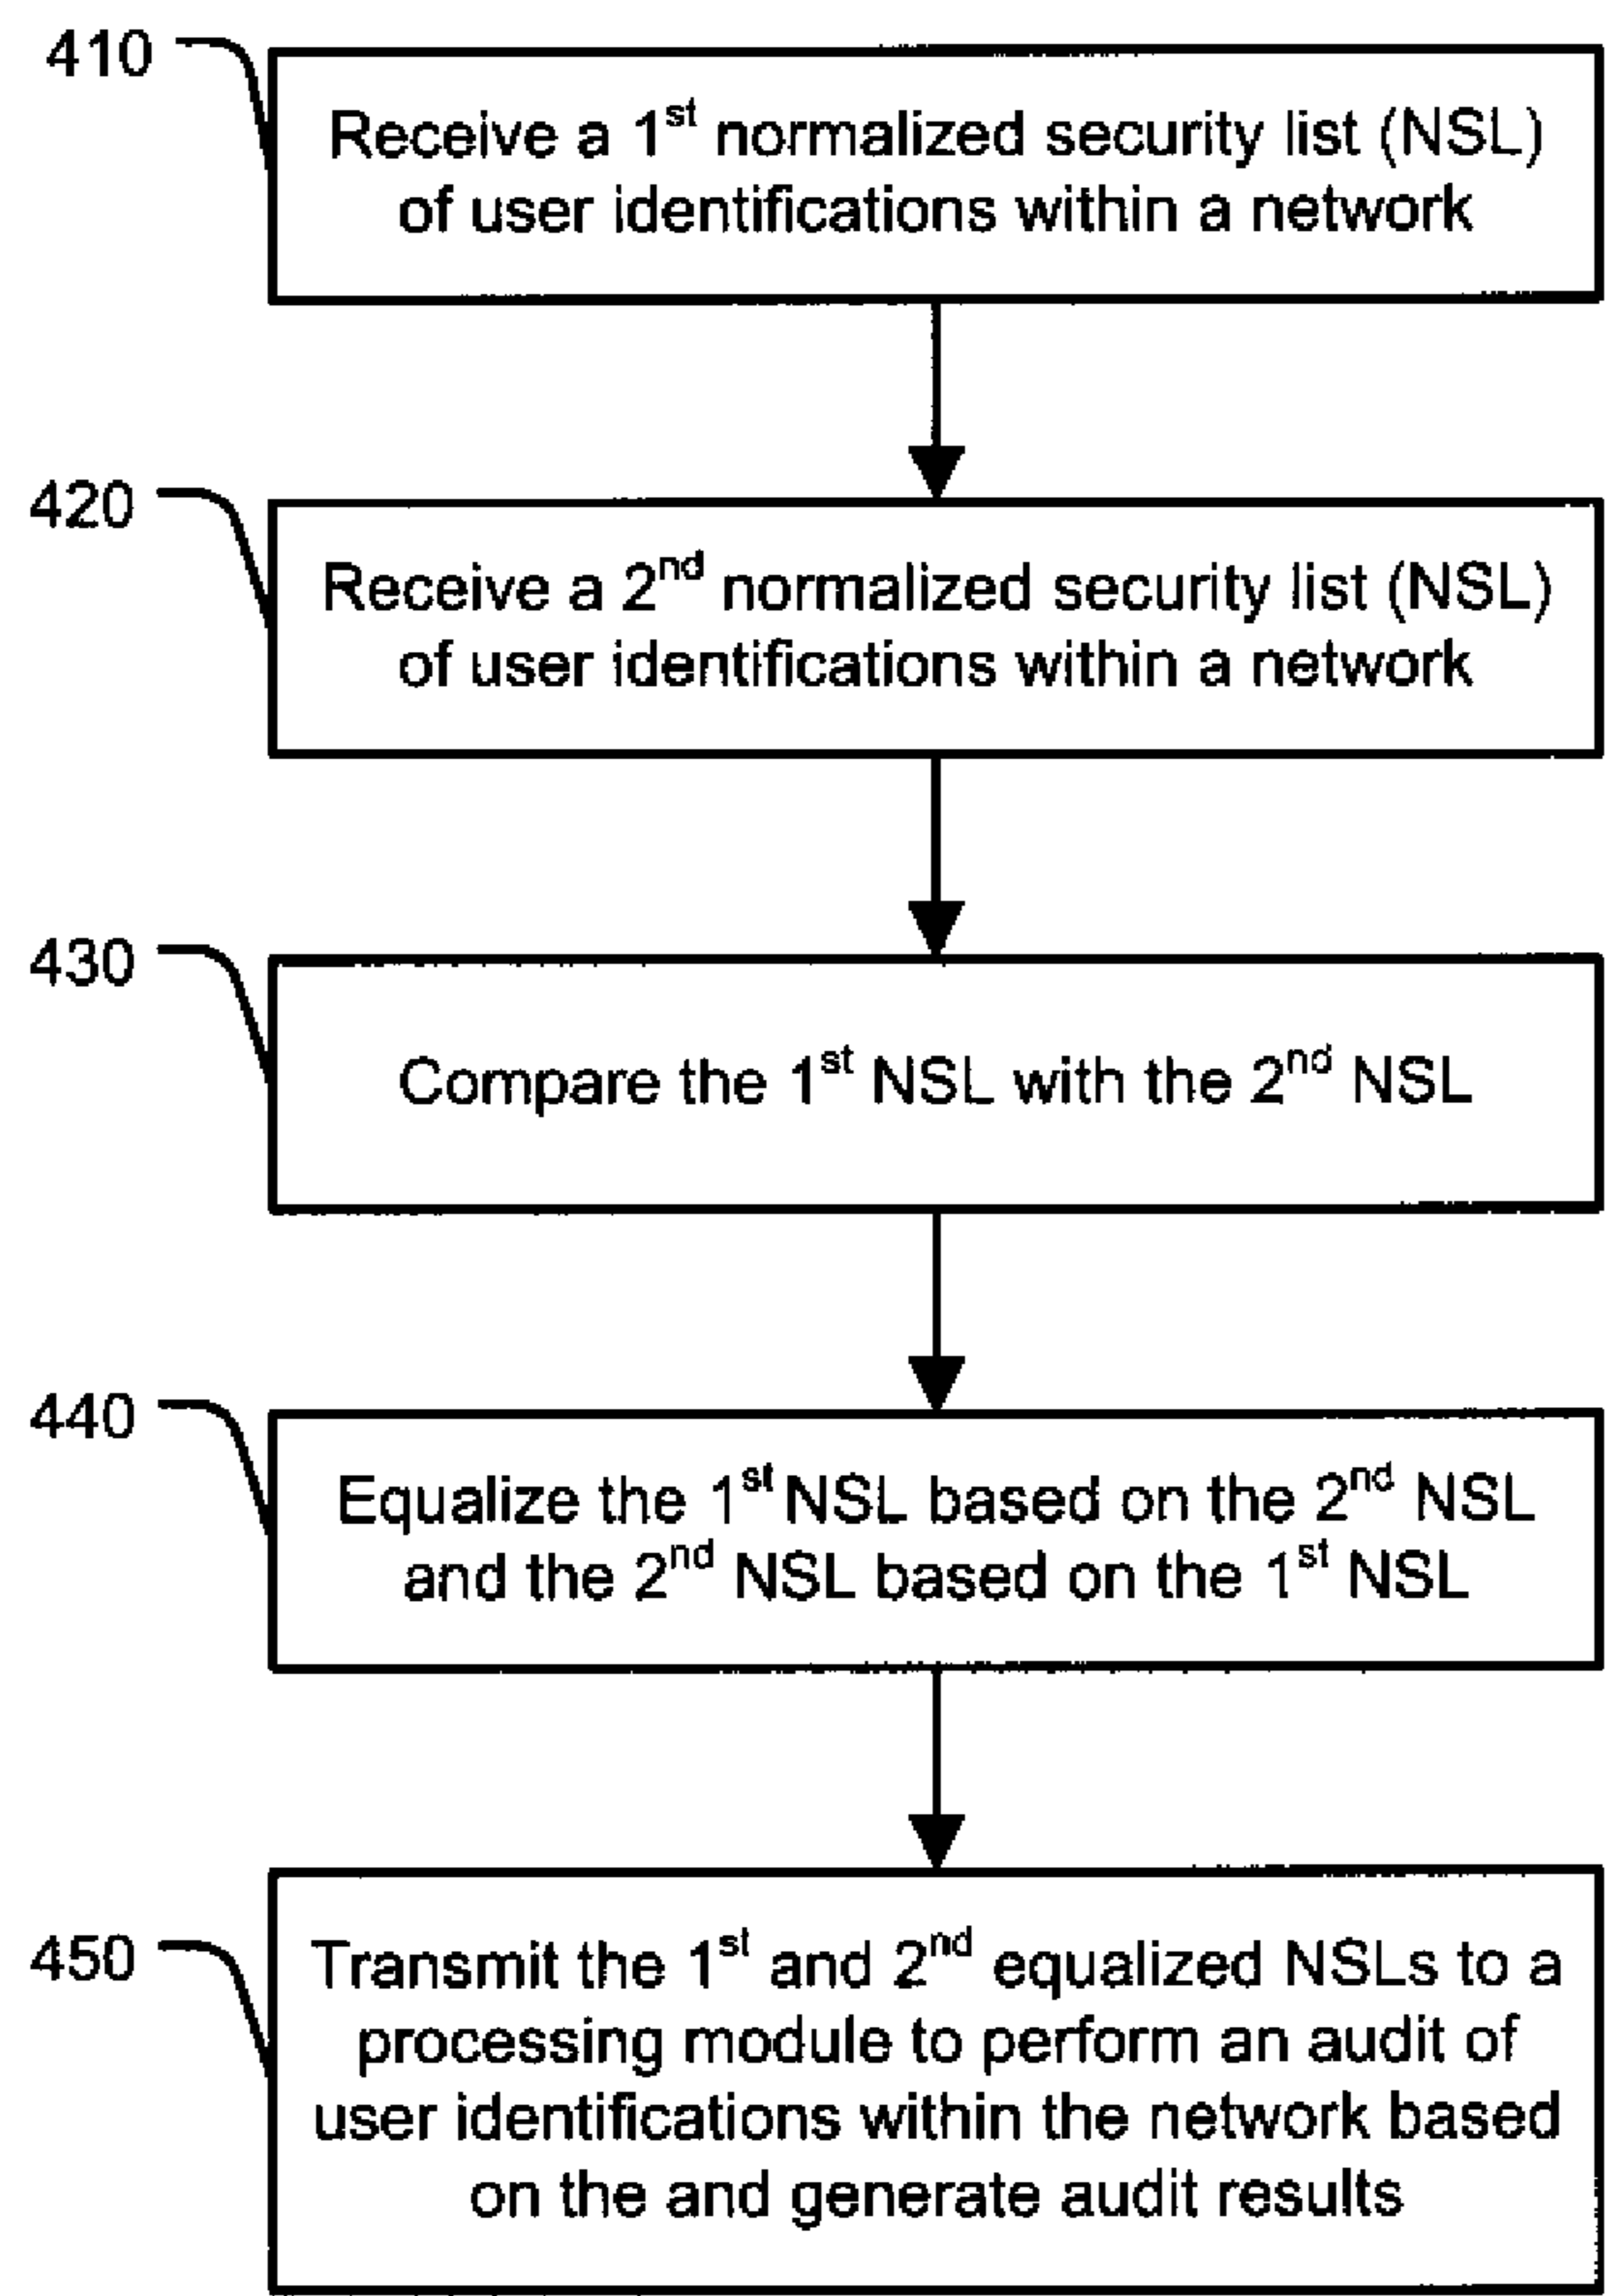 410
Receive a 1st normalized security list (NSL)
of user identifications within a network
420
Receive a 2nd normalized security list (NSL)
of user identifications within a network
430
Compare the 1st NSL with the 2nd NSL
440
Equalize the 1st NSL based on the 2nd NSL
and the 2nd NSL based on the 1st NSL
450
Transmit the 1st and 2nd equalized NSLs to a
processing module to perform an audit of
user identifications within the network based
on the and generate audit results